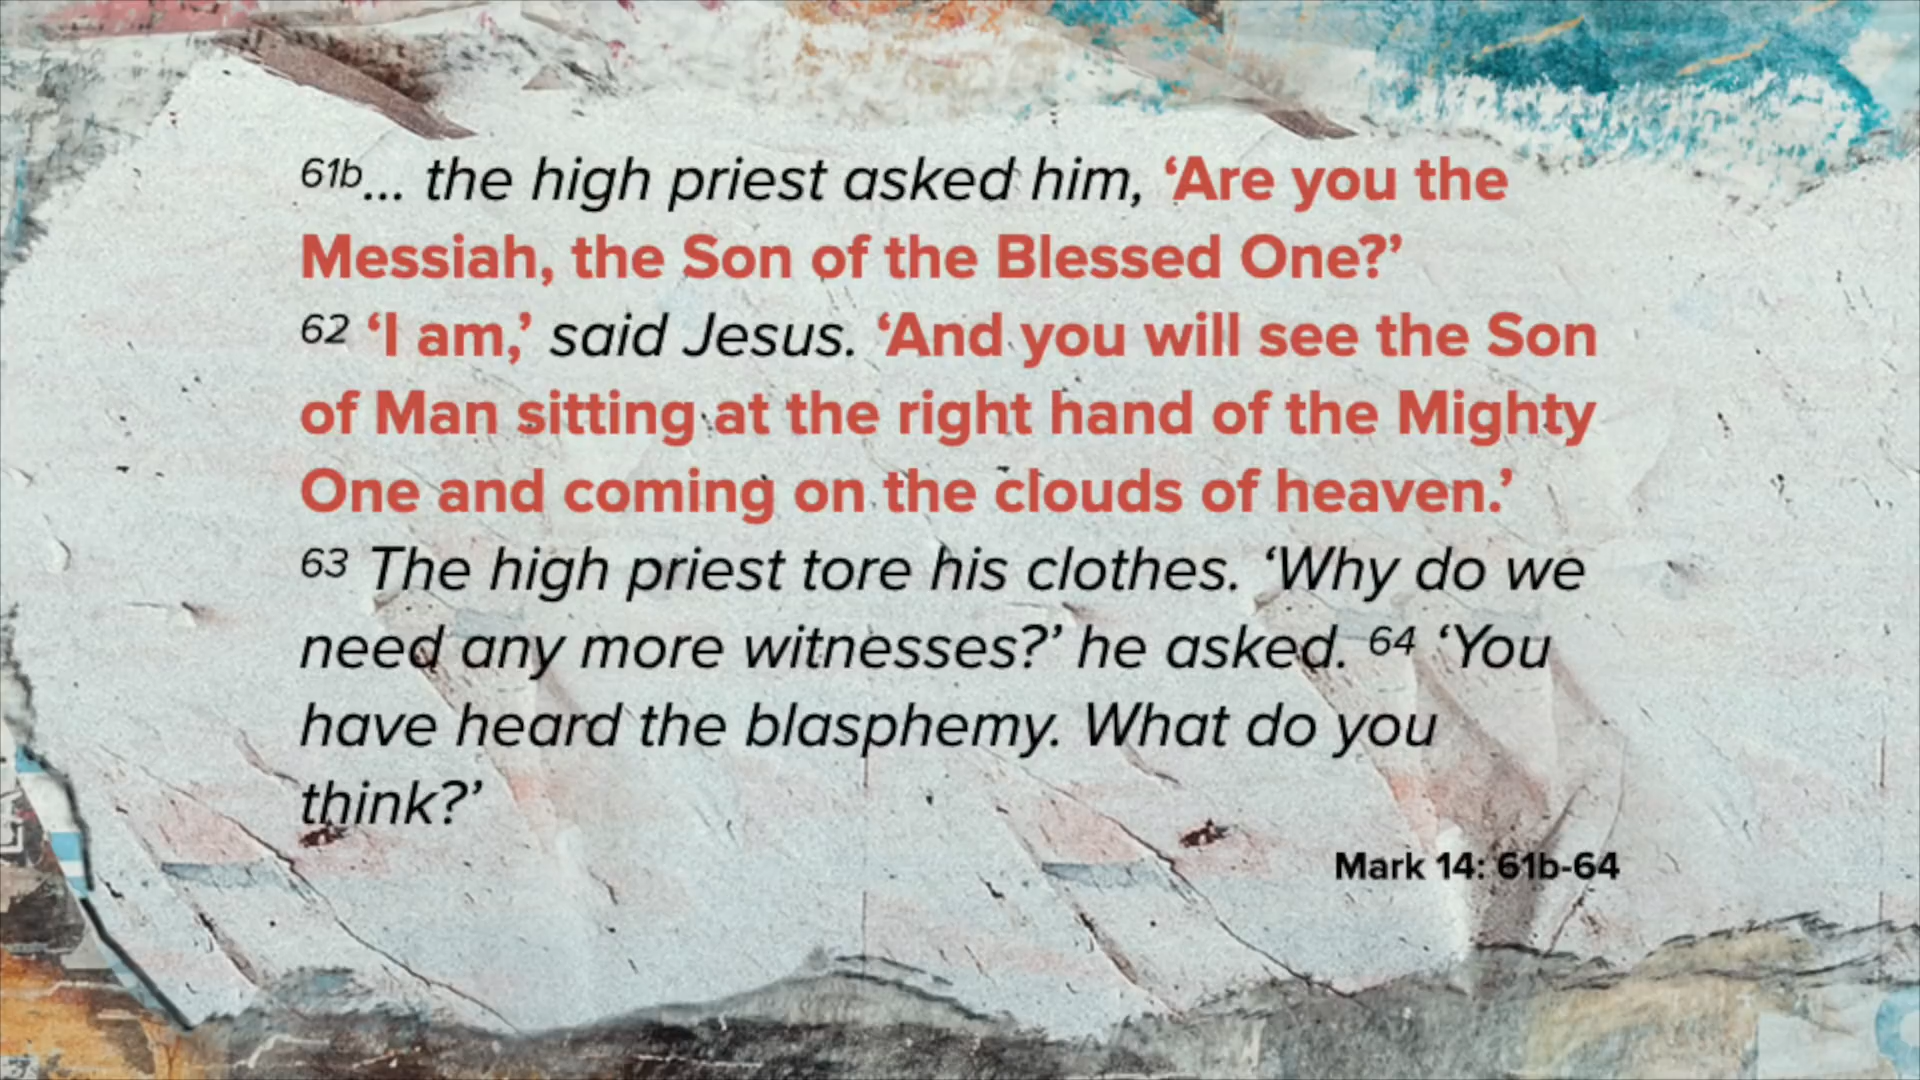 61b... the high priest asked him, ‘Are you the
Messiah, the Son of the Blessed One?’
62 ‘I am,’ said Jesus. ‘And you will see the Son
of Man sitting at the right hand of the Mighty
One and coming on the clouds of heaven.’
63 The high priest tore his clothes. ‘Why do we
need any more witnesses?’ he asked. 64 ‘You
have heard the blasphemy. What do you
think?’
Mark 14: 61b-64